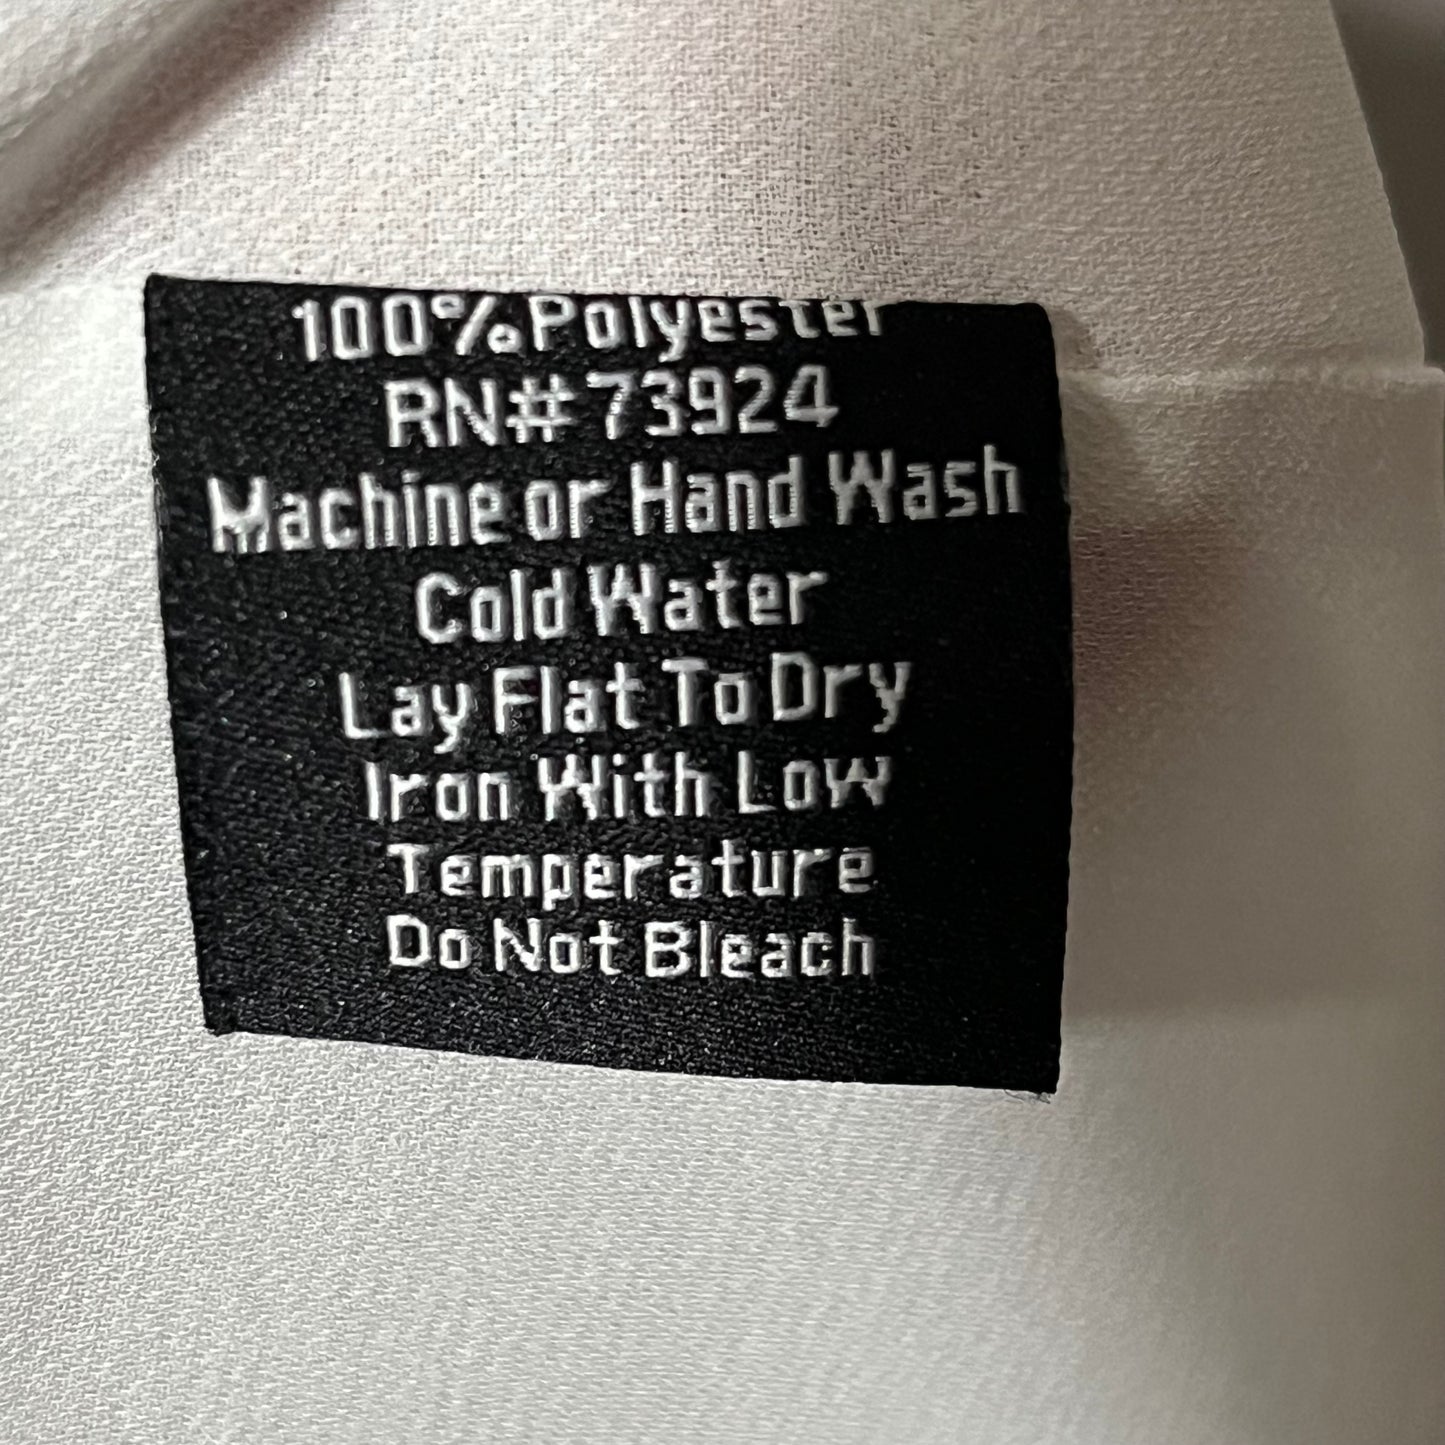 100% Polyester
RN# 73924
Machine or Hand Wash
Cold Water
Lay Flat To Dry
Iron With Low
Temperature
Do Not Bleach